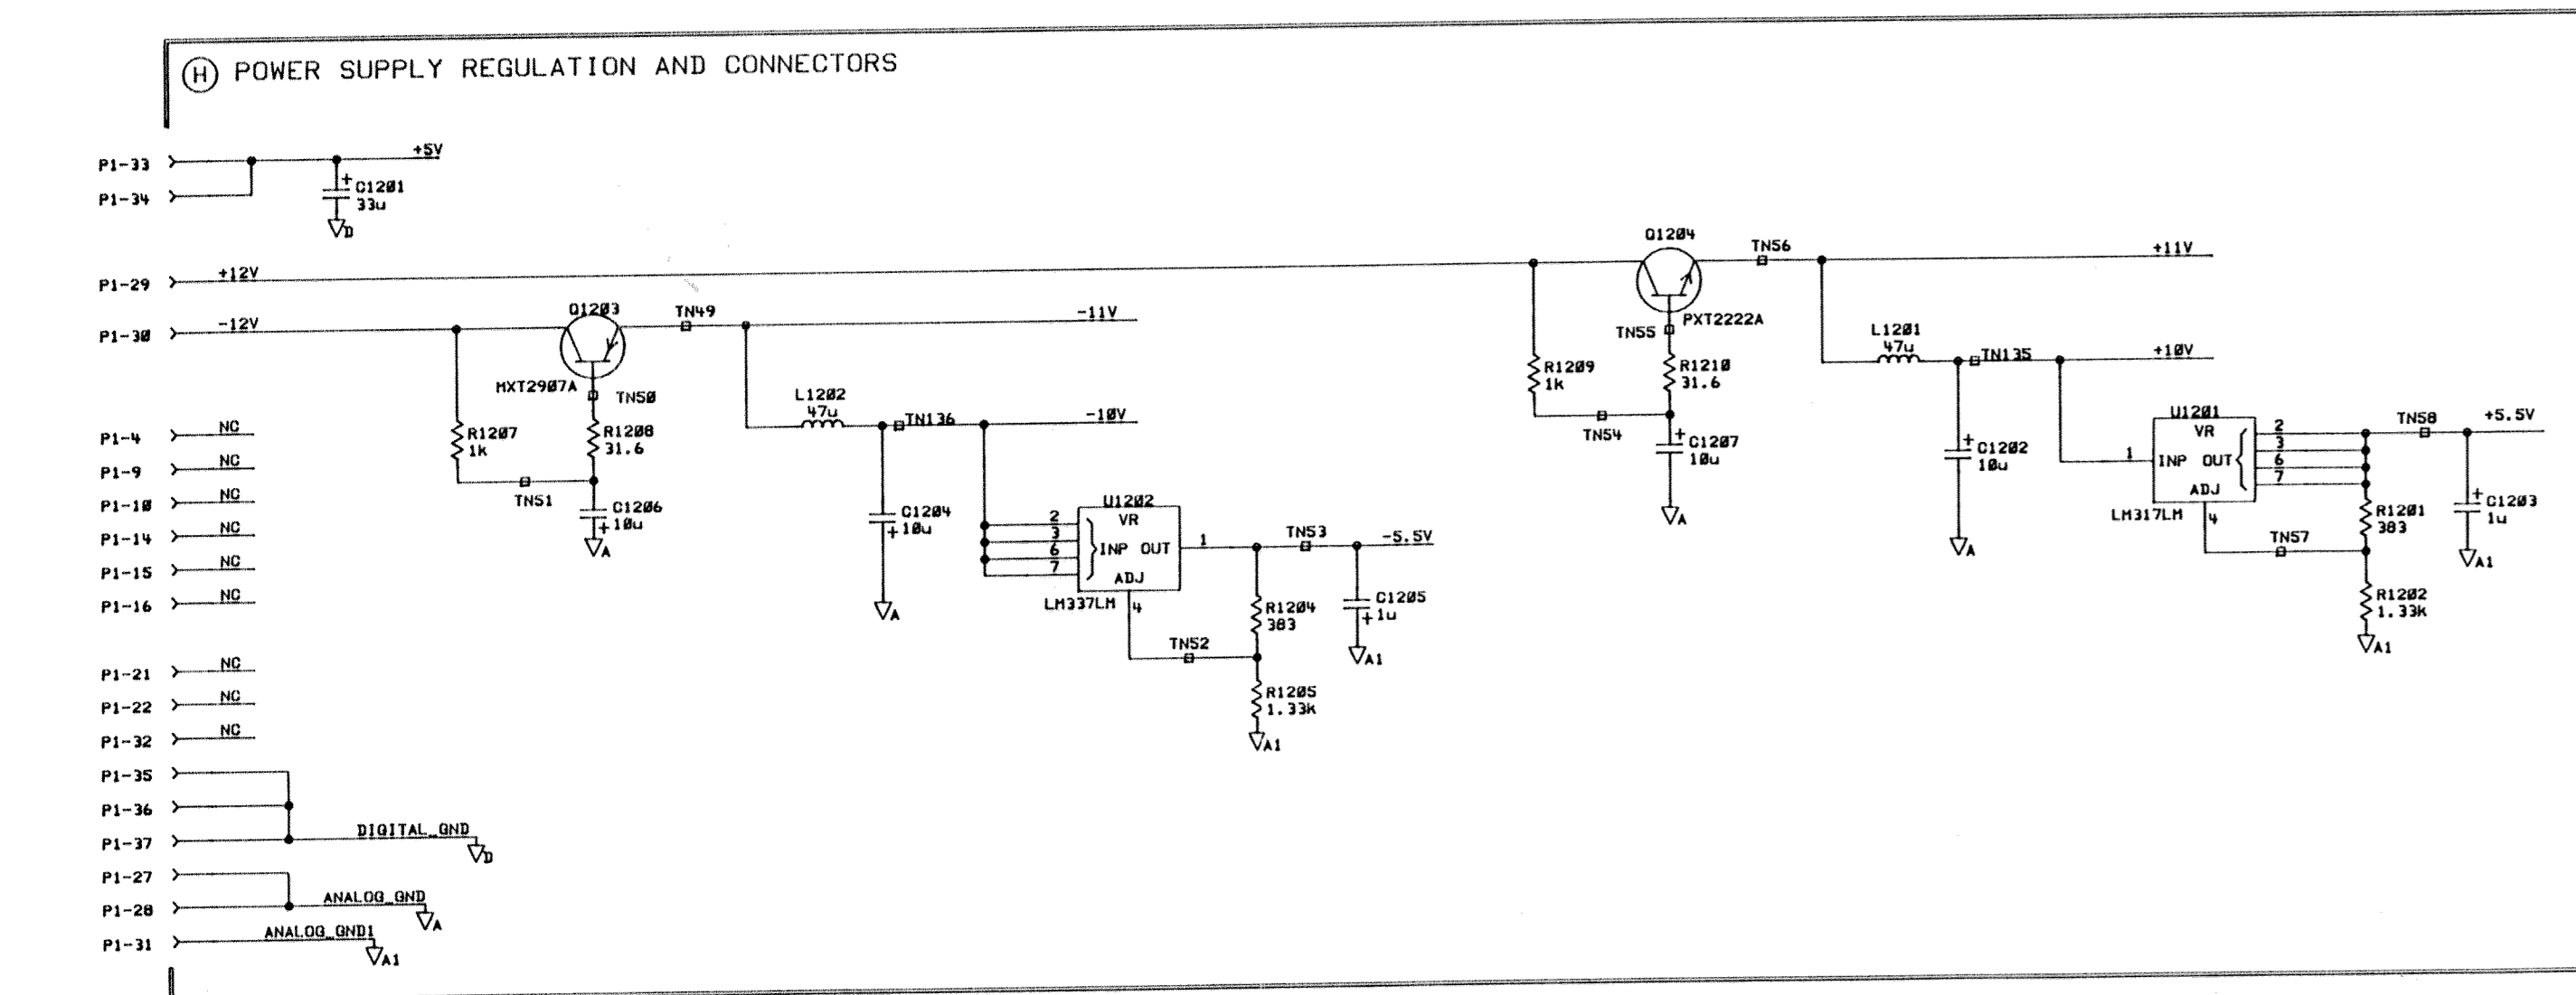 H POWER SUPPLY REGULATION AND CONNECTORS
P1-33
+5V
P1-34
+ C1201
33u
D
P1-29
+12V
Q1204
TN56
+11V
PXT2222A
TN55
P1-30
-12V
Q1203
TN49
-11V
MXT2907A
TN50
R1207
1k
R1208
31.6
TN51
C1206
+ 10u
A
L1202
47u
TN136
-10V
C1204
+ 10u
A
U1202
VR
2
3
6
7
INP OUT
ADJ
1
4
LM337LM
TN53
-5.5V
R1204
383
C1205
+ 1u
A1
TN52
R1205
1.33k
A1
R1209
1k
R1210
31.6
TN54
+ C1207
10u
A
L1201
47u
TN135
+10V
+ C1202
10u
A
U1201
VR
1
INP OUT
ADJ
2
3
6
7
4
LM317LM
TN58
+5.5V
R1201
383
+ C1203
1u
A1
TN57
R1202
1.33k
A1
P1-4 NC
P1-9 NC
P1-10 NC
P1-14 NC
P1-15 NC
P1-16 NC
P1-21 NC
P1-22 NC
P1-32 NC
P1-35
P1-36
P1-37 DIGITAL_GND
D
P1-27
P1-28 ANALOG_GND
A
P1-31 ANALOG_GND1
A1